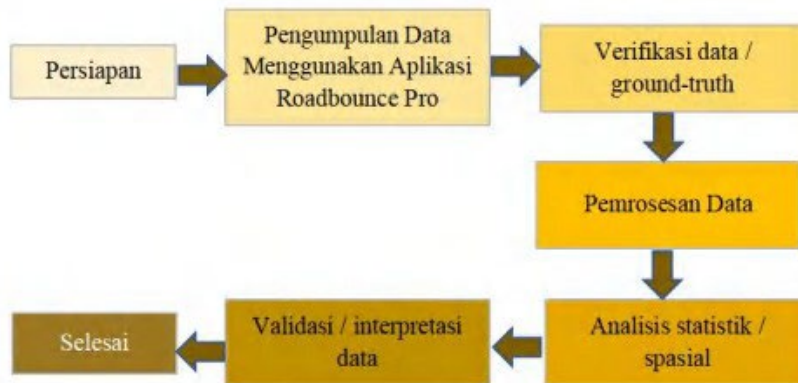 Persiapan
Pengumpulan Data
Menggunakan Aplikasi
Roadbounce Pro
Verifikasi data /
ground-truth
Pemrosesan Data
Analisis statistik /
spasial
Validasi / interpretasi
data
Selesai